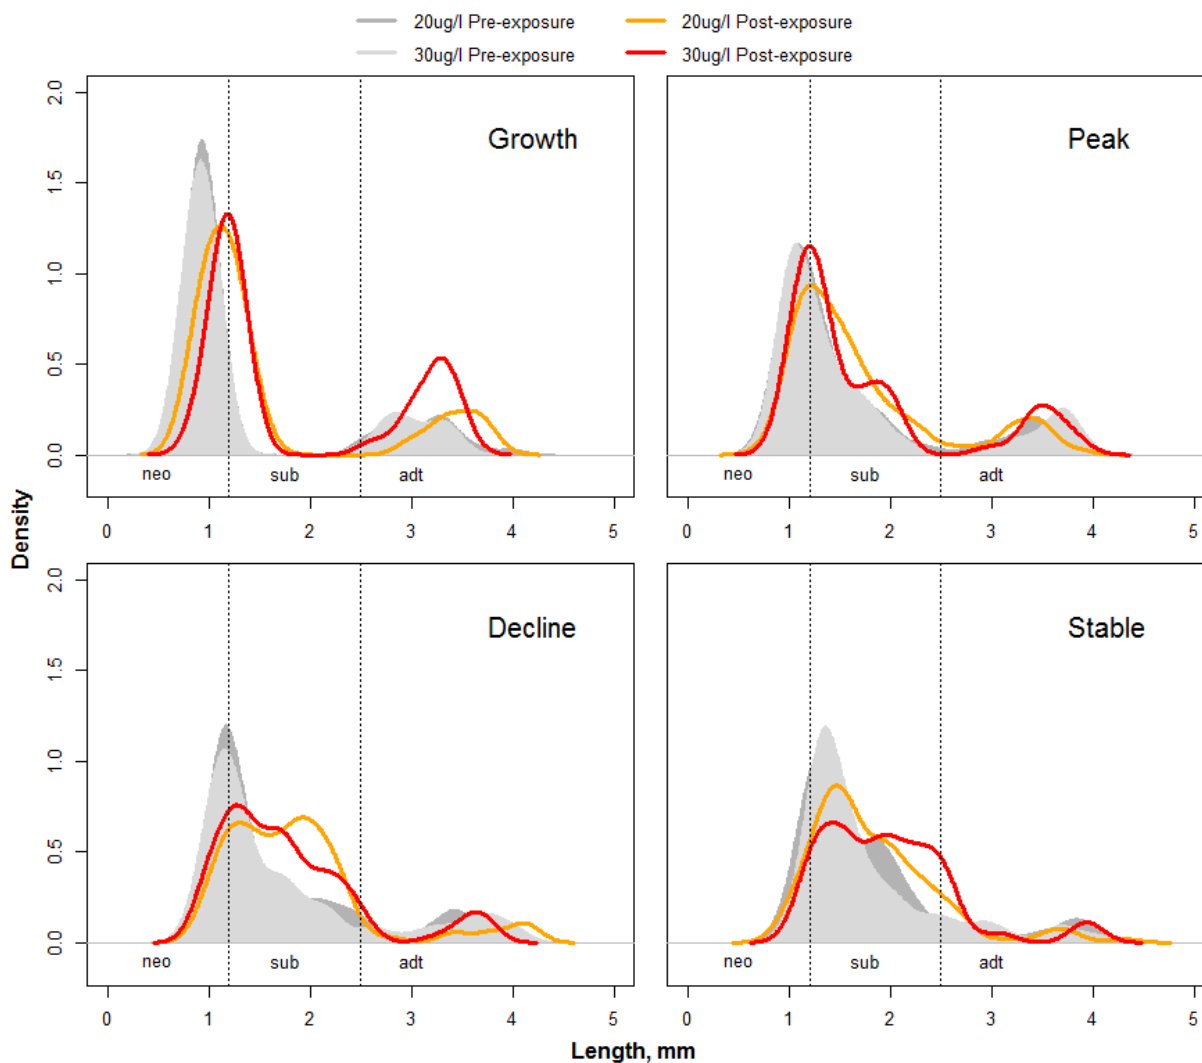 20ug/l Pre-exposure 20ug/l Post-exposure
30ug/l Pre-exposure 30ug/l Post-exposure
Growth Peak
2.0
1.5
1.0
0.5
0.0
neo sub adt neo sub adt
0 1 2 3 4 5 0 1 2 3 4 5
Density
Decline Stable
2.0
1.5
1.0
0.5
0.0
neo sub adt neo sub adt
0 1 2 3 4 5 0 1 2 3 4 5
Length, mm